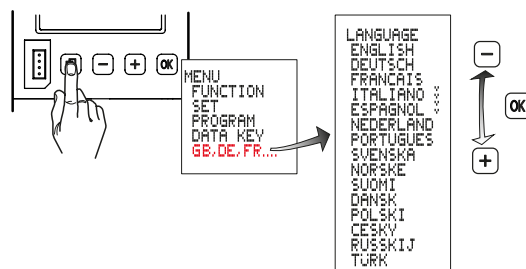 OK
MENU
FUNCTION
SET
PROGRAM
DATA KEY
GB,DE,FR....
LANGUAGE
ENGLISH
DEUTSCH
FRANCAIS
ITALIANO
ESPAGNOL
NEDERLAND
PORTUGUES
SVENSKA
NORSKE
SUOMI
DANSK
POLSKI
CESKY
RUSSKIJ
TURK
OK